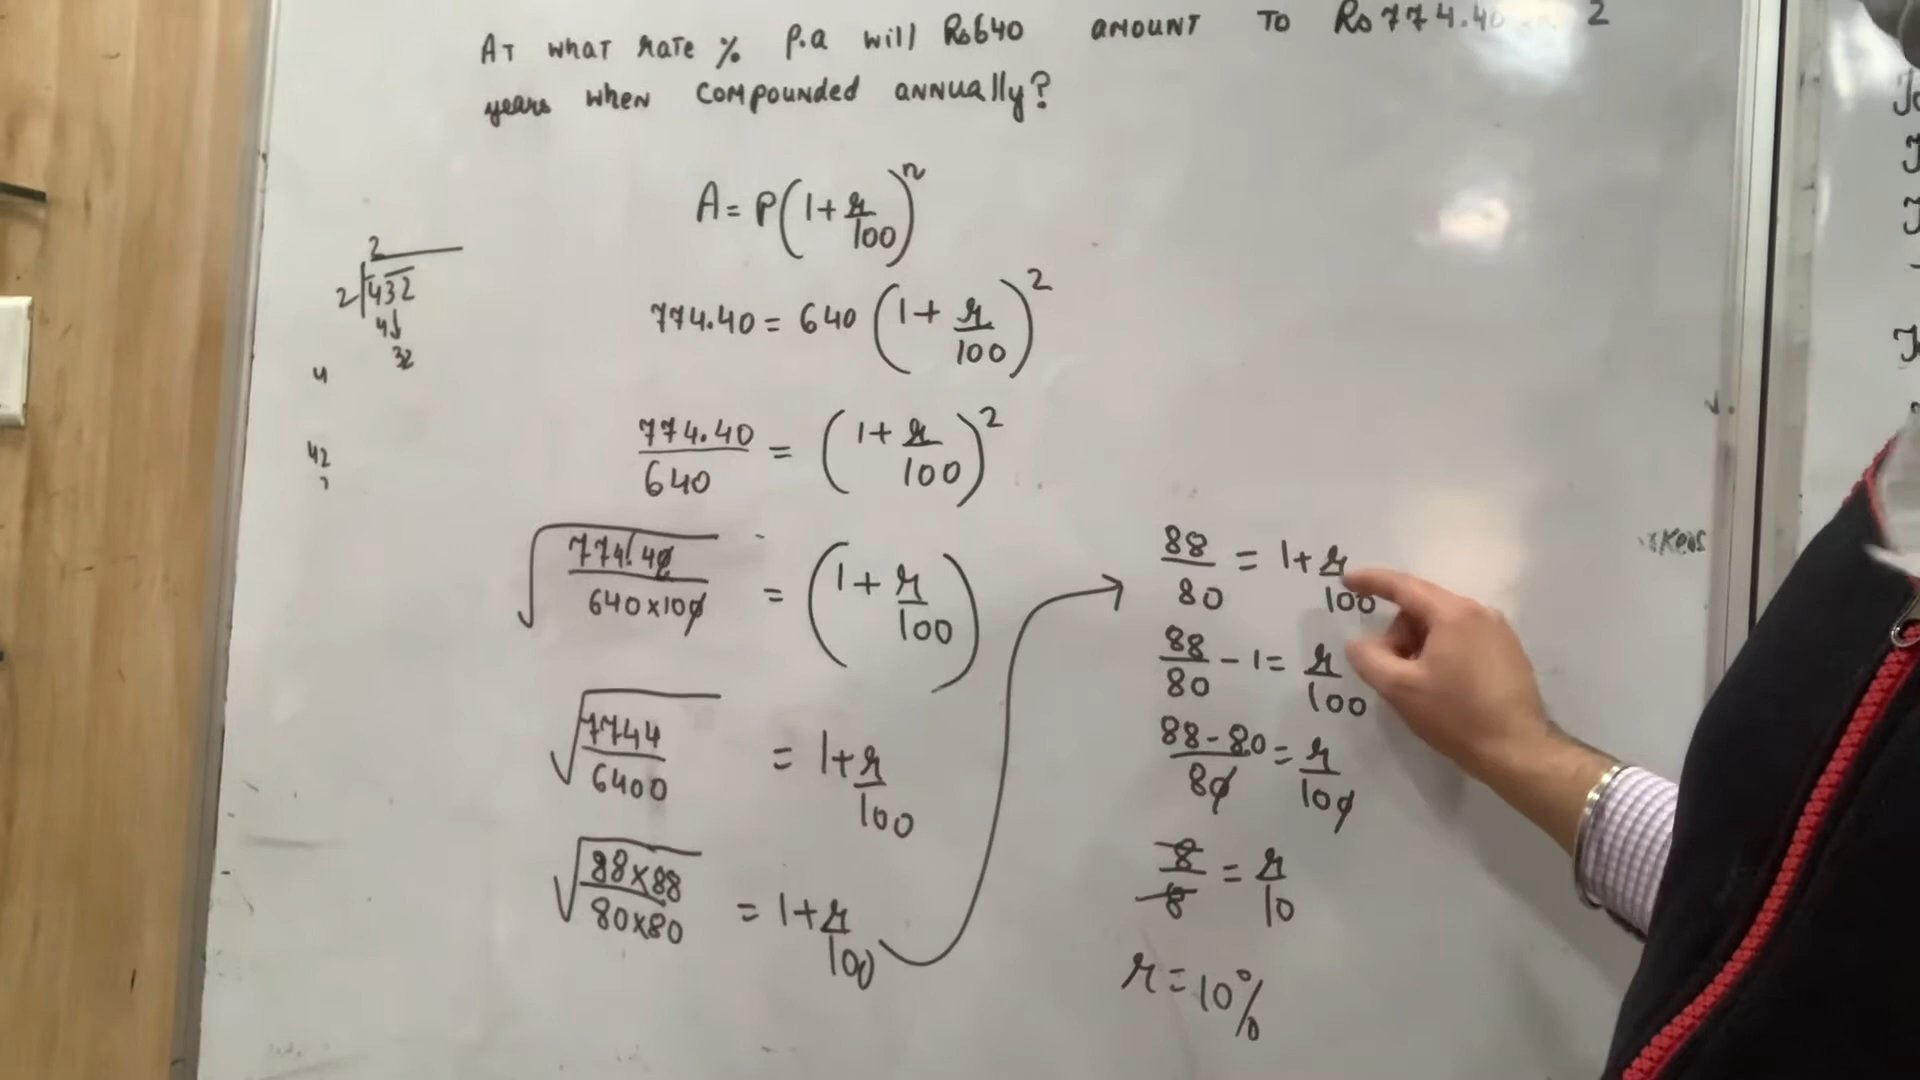 At what rate % p.a will Rs640 amount to Rs 774.40 2
years when compounded annually?
A = P(1 + r/100)^n
774.40 = 640 (1 + r/100)^2
774.40/640 = (1 + r/100)^2
√(774.40/640×100) = (1 + r/100)
√(7744/6400) = 1 + r/100
√(88×88/80×80) = 1 + r/100
88/80 = 1 + r/100
88/80 - 1 = r/100
88-80/80 = r/100
8/8 = r/10
r = 10%
2
2 432
4
32
4
42